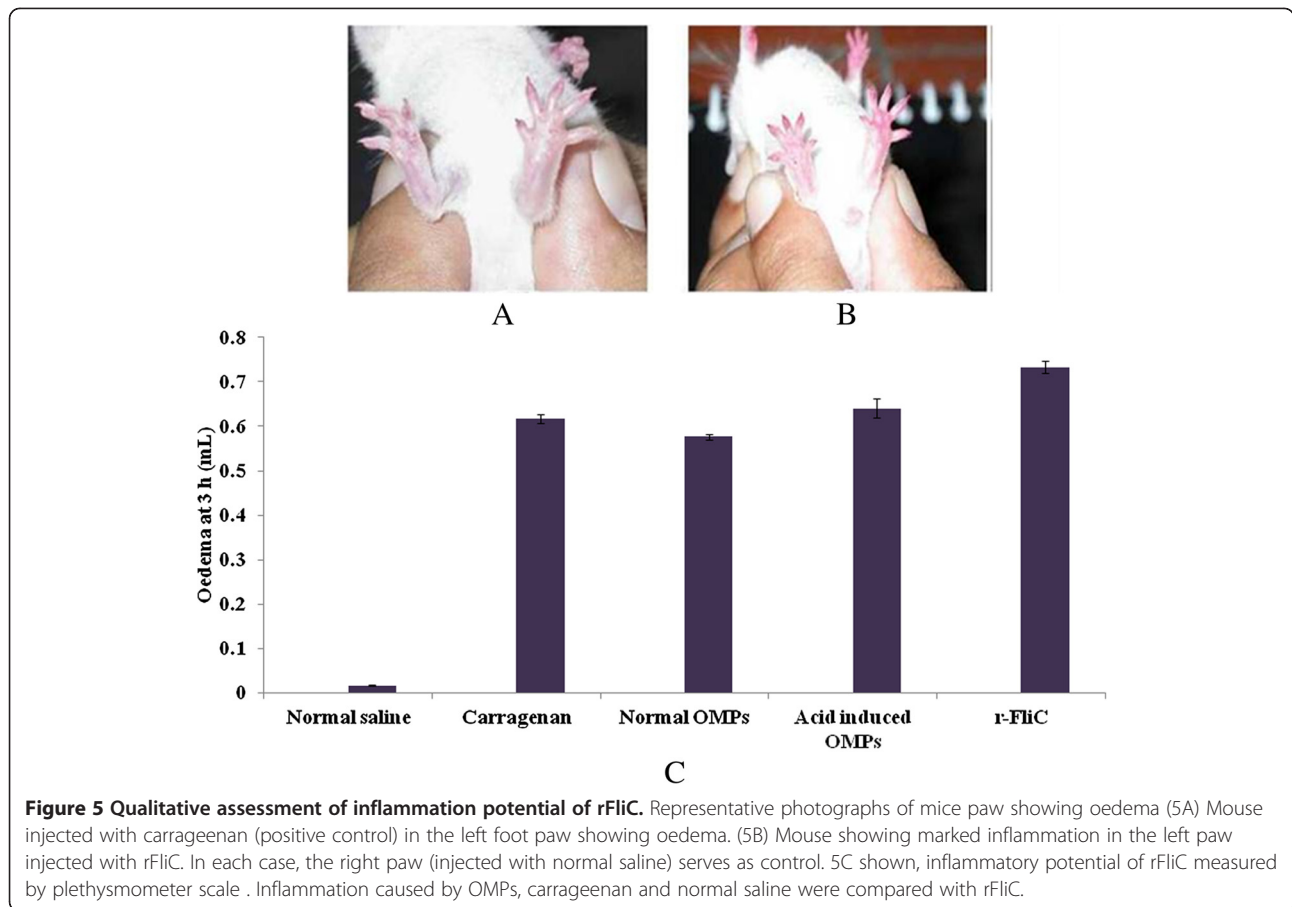 A
B
0.8
0.7
0.6
0.5
0.4
0.3
0.2
0.1
0
Oedema at 3 h (mL)
Normal saline
Carragenan
Normal OMPs
Acid induced
OMPs
r-FliC
C
Figure 5 Qualitative assessment of inflammation potential of rFliC. Representative photographs of mice paw showing oedema (5A) Mouse
injected with carrageenan (positive control) in the left foot paw showing oedema. (5B) Mouse showing marked inflammation in the left paw
injected with rFliC. In each case, the right paw (injected with normal saline) serves as control. 5C shown, inflammatory potential of rFliC measured
by plethysmometer scale . Inflammation caused by OMPs, carrageenan and normal saline were compared with rFliC.